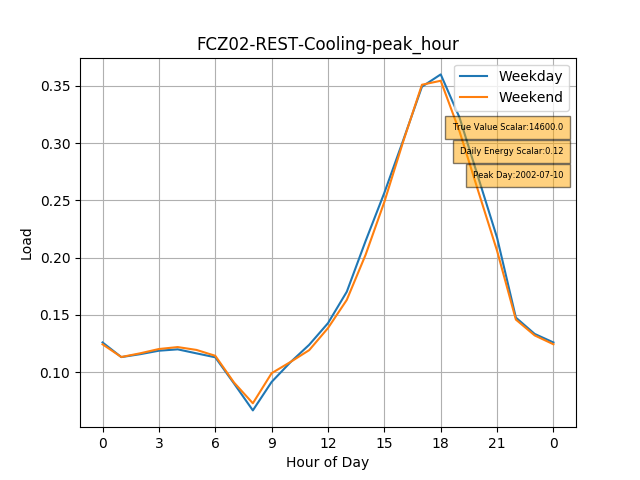 FCZ02-REST-Cooling-peak_hour
Weekday
Weekend
True Value Scalar:14600.0
Daily Energy Scalar:0.12
Peak Day:2002-07-10
0.35
0.30
0.25
0.20
0.15
0.10
Load
0 3 6 9 12 15 18 21 0
Hour of Day